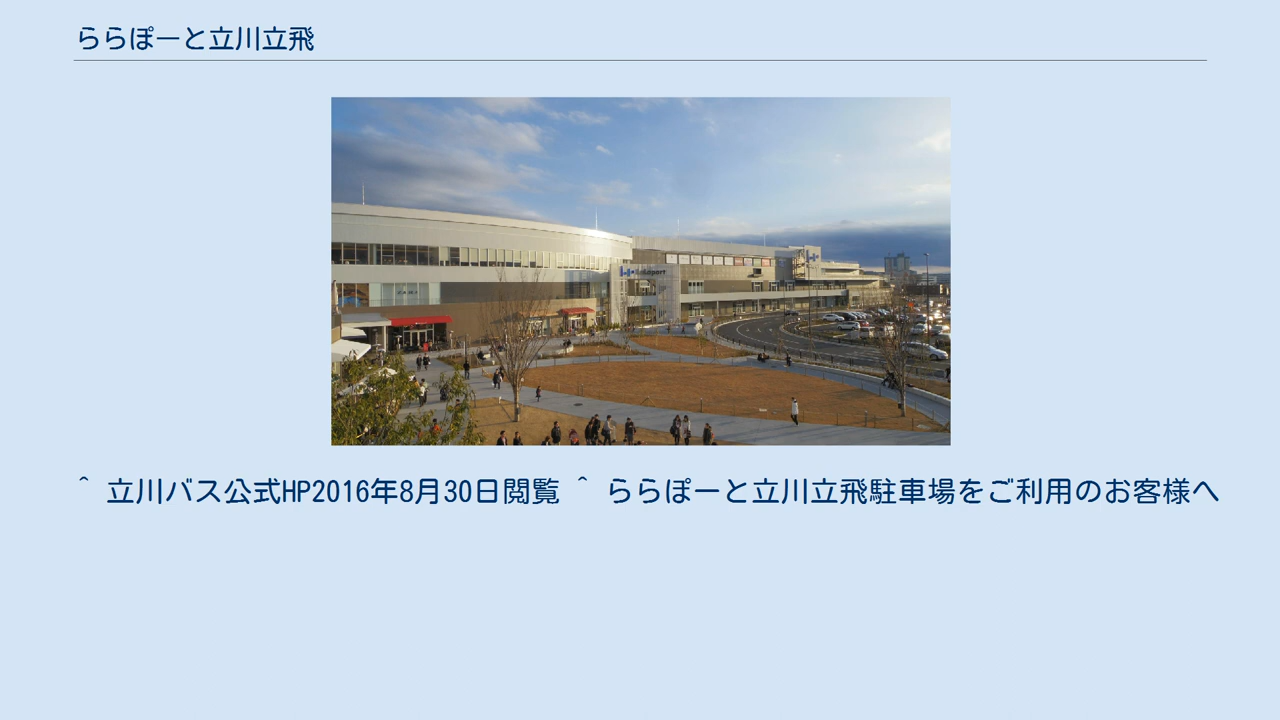 ららぽーと立川立飛
LaLaport
^ 立川バス公式HP2016年8月30日閲覧 ^ ららぽーと立川立飛駐車場をご利用のお客様へ